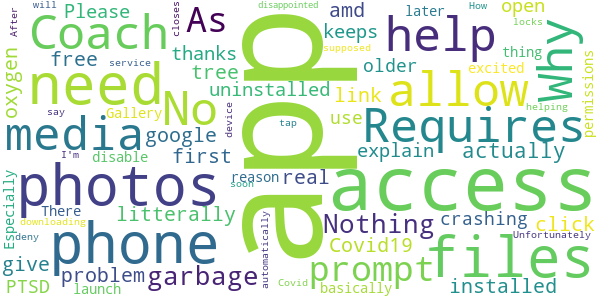 will
disappointed
How
Please
As
amd
later
open
closes
After
Coach
app
help
Why
keeps
supposed
locks
free
thanks
older
thing
oxygen
tree
excited
need
No
uninstalled
link
allow
permissions
service
say
Gallery
device
use
media
google
tap
Requires
helping
I'm
disable
first
explain
actually
photos
reason
real
access
Especially
There
litterally
soon
downloading
automatically
Nothing
crashing
click
deny
phone
Covid19
Unfortunately
give
problem
garbage
prompt
files
PTSD
launch
Covid
basically
installed